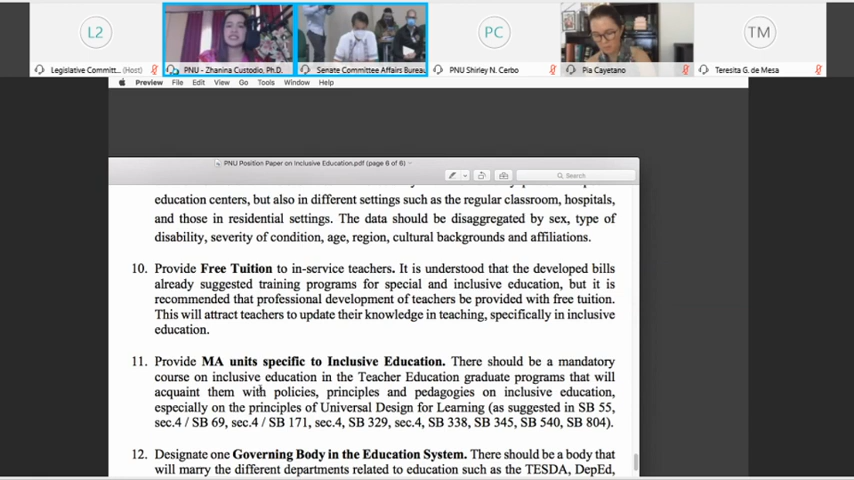 L2
PC
TM
Legislative Committ... (Host)
PNU - Zhanina Custodio, Ph.D.
Senate Committee Affairs Bureau
PNU Shirley N. Cerbo
Pia Cayetano
Teresita G. de Mesa
Preview File Edit View Go Tools Window Help
PNU Position Paper on Inclusive Education.pdf (page 6 of 6)
Search
education centers, but also in different settings such as the regular classroom, hospitals,
and those in residential settings. The data should be disaggregated by sex, type of
disability, severity of condition, age, region, cultural backgrounds and affiliations.
10. Provide Free Tuition to in-service teachers. It is understood that the developed bills
already suggested training programs for special and inclusive education, but it is
recommended that professional development of teachers be provided with free tuition.
This will attract teachers to update their knowledge in teaching, specifically in inclusive
education.
11. Provide MA units specific to Inclusive Education. There should be a mandatory
course on inclusive education in the Teacher Education graduate programs that will
acquaint them with policies, principles and pedagogies on inclusive education,
especially on the principles of Universal Design for Learning (as suggested in SB 55,
sec.4 / SB 69, sec.4 / SB 171, sec.4, SB 329, sec.4, SB 338, SB 345, SB 540, SB 804).
12. Designate one Governing Body in the Education System. There should be a body that
will marry the different departments related to education such as the TESDA, DepEd,